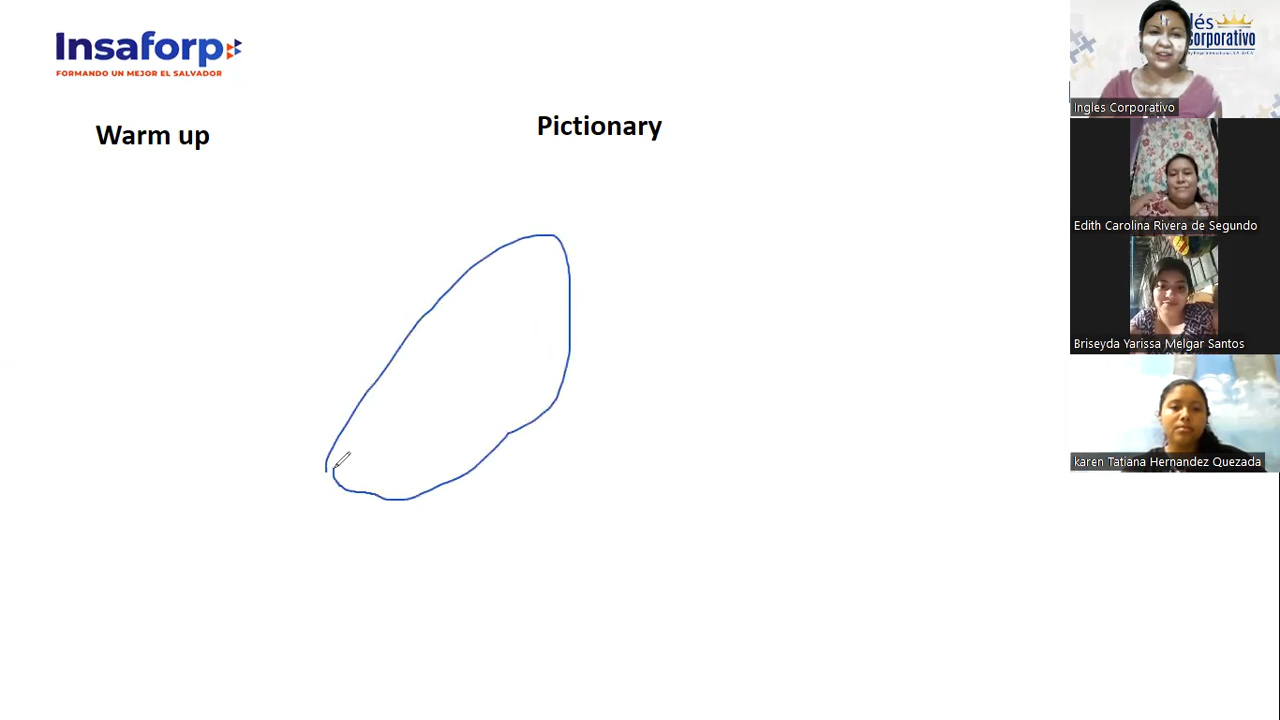 Insaforp
FORMANDO UN MEJOR EL SALVADOR
Warm up
Pictionary
lés
Corporativo
Ingles Corporativo
Edith Carolina Rivera de Segundo
Briseyda Yarissa Melgar Santos
karen Tatiana Hernandez Quezada